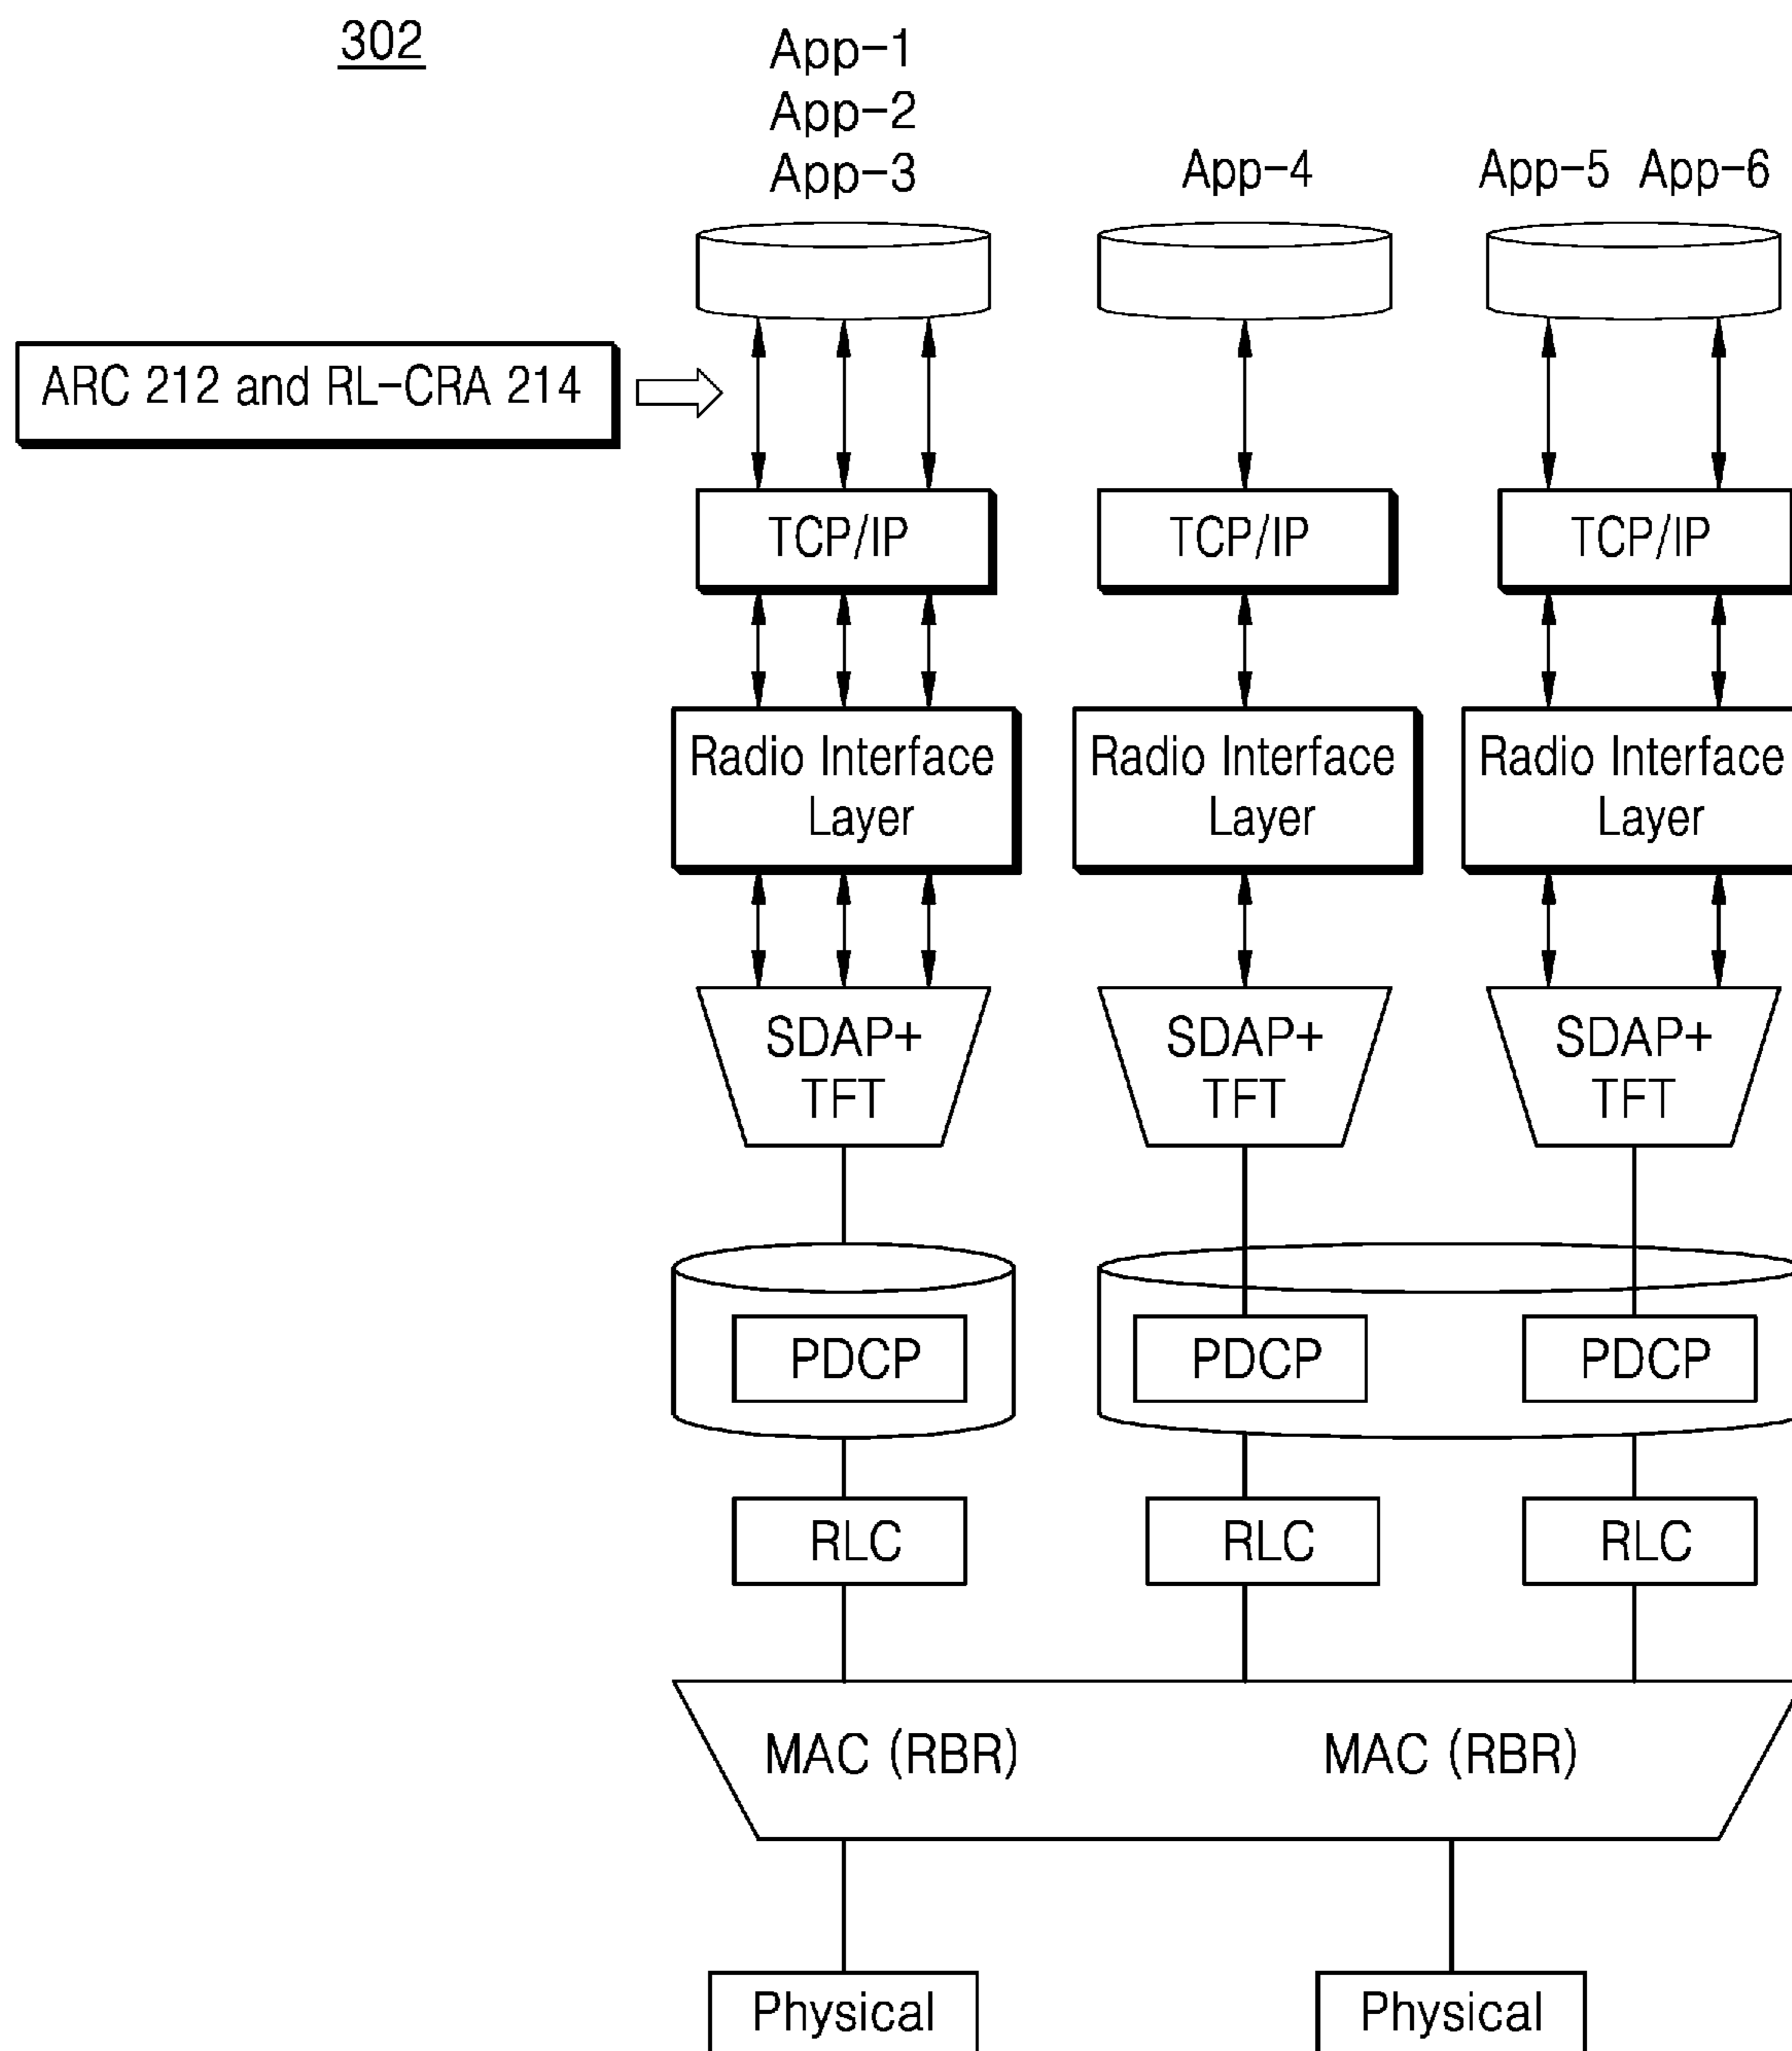 302
App-1
App-2
App-3
App-4
App-5 App-6
ARC 212 and RL-CRA 214
TCP/IP
TCP/IP
TCP/IP
Radio Interface
Layer
Radio Interface
Layer
Radio Interface
Layer
SDAP+
TFT
SDAP+
TFT
SDAP+
TFT
PDCP
PDCP
PDCP
RLC
RLC
RLC
MAC (RBR)
MAC (RBR)
Physical
Physical